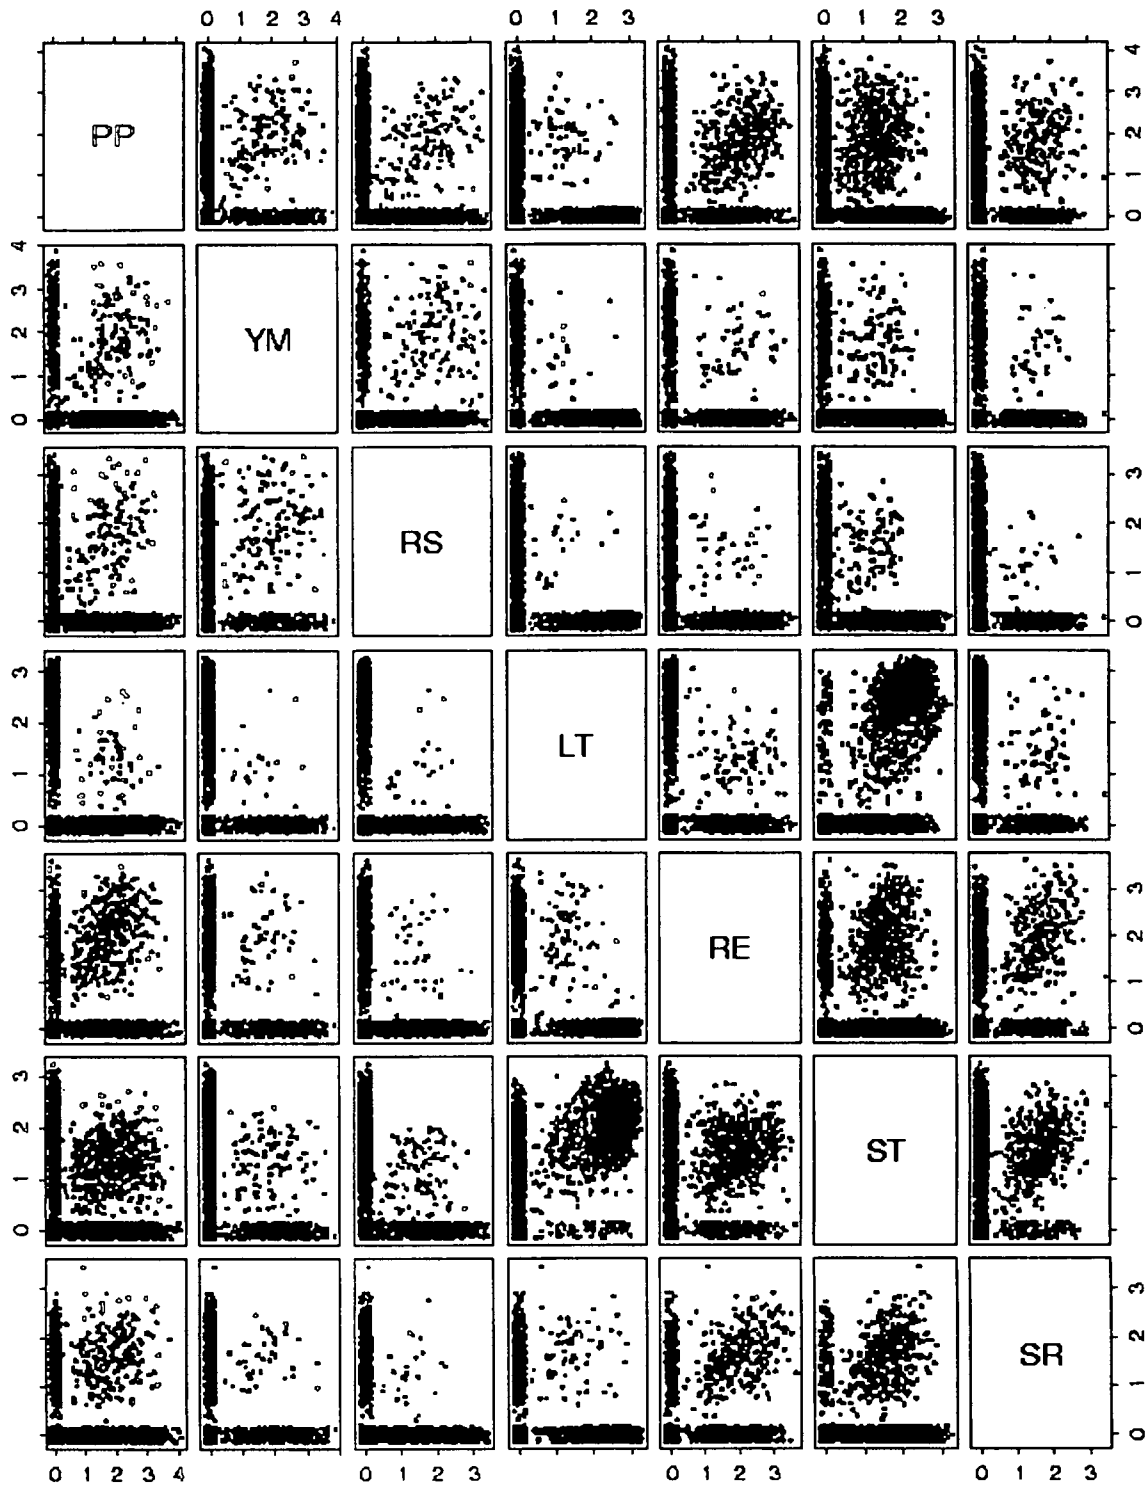 0 1 2 3 4 0 1 2 3 0 1 2 3
PP 0 1 2 3 4
0 1 2 3 4 YM
RS 0 1 2 3
0 1 2 3 LT
RE 0 1 2 3
0 1 2 3 ST
SR 0 1 2 3
0 1 2 3 4 0 1 2 3 0 1 2 3 0 1 2 3